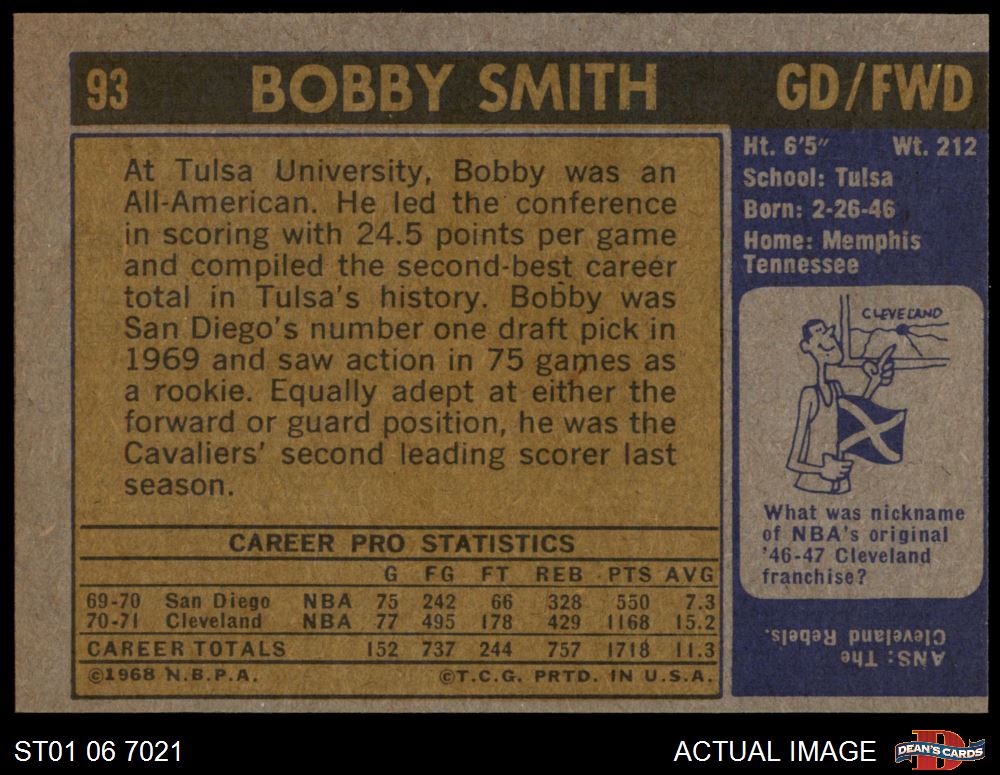 93 BOBBY SMITH GD/FWD
At Tulsa University, Bobby was an
All-American. He led the conference
in scoring with 24.5 points per game
and compiled the second-best career
total in Tulsa's history. Bobby was
San Diego's number one draft pick in
1969 and saw action in 75 games as
a rookie. Equally adept at either the
forward or guard position, he was the
Cavaliers' second leading scorer last
season.
CAREER PRO STATISTICS
G FG FT REB PTS AVG
69-70 San Diego NBA 75 242 66 328 550 7.3
70-71 Cleveland NBA 77 495 178 429 1168 15.2
CAREER TOTALS 152 737 244 757 1718 11.3
©1968 N.B.P.A. ©T.C.G. PRTD. IN U.S.A.
Ht. 6'5" Wt. 212
School: Tulsa
Born: 2-26-46
Home: Memphis
Tennessee
CLEVELAND
What was nickname
of NBA's original
'46-47 Cleveland
franchise?
ANS: The
Cleveland Rebels.
ST01 06 7021 ACTUAL IMAGE
D
DEAN'S CARDS